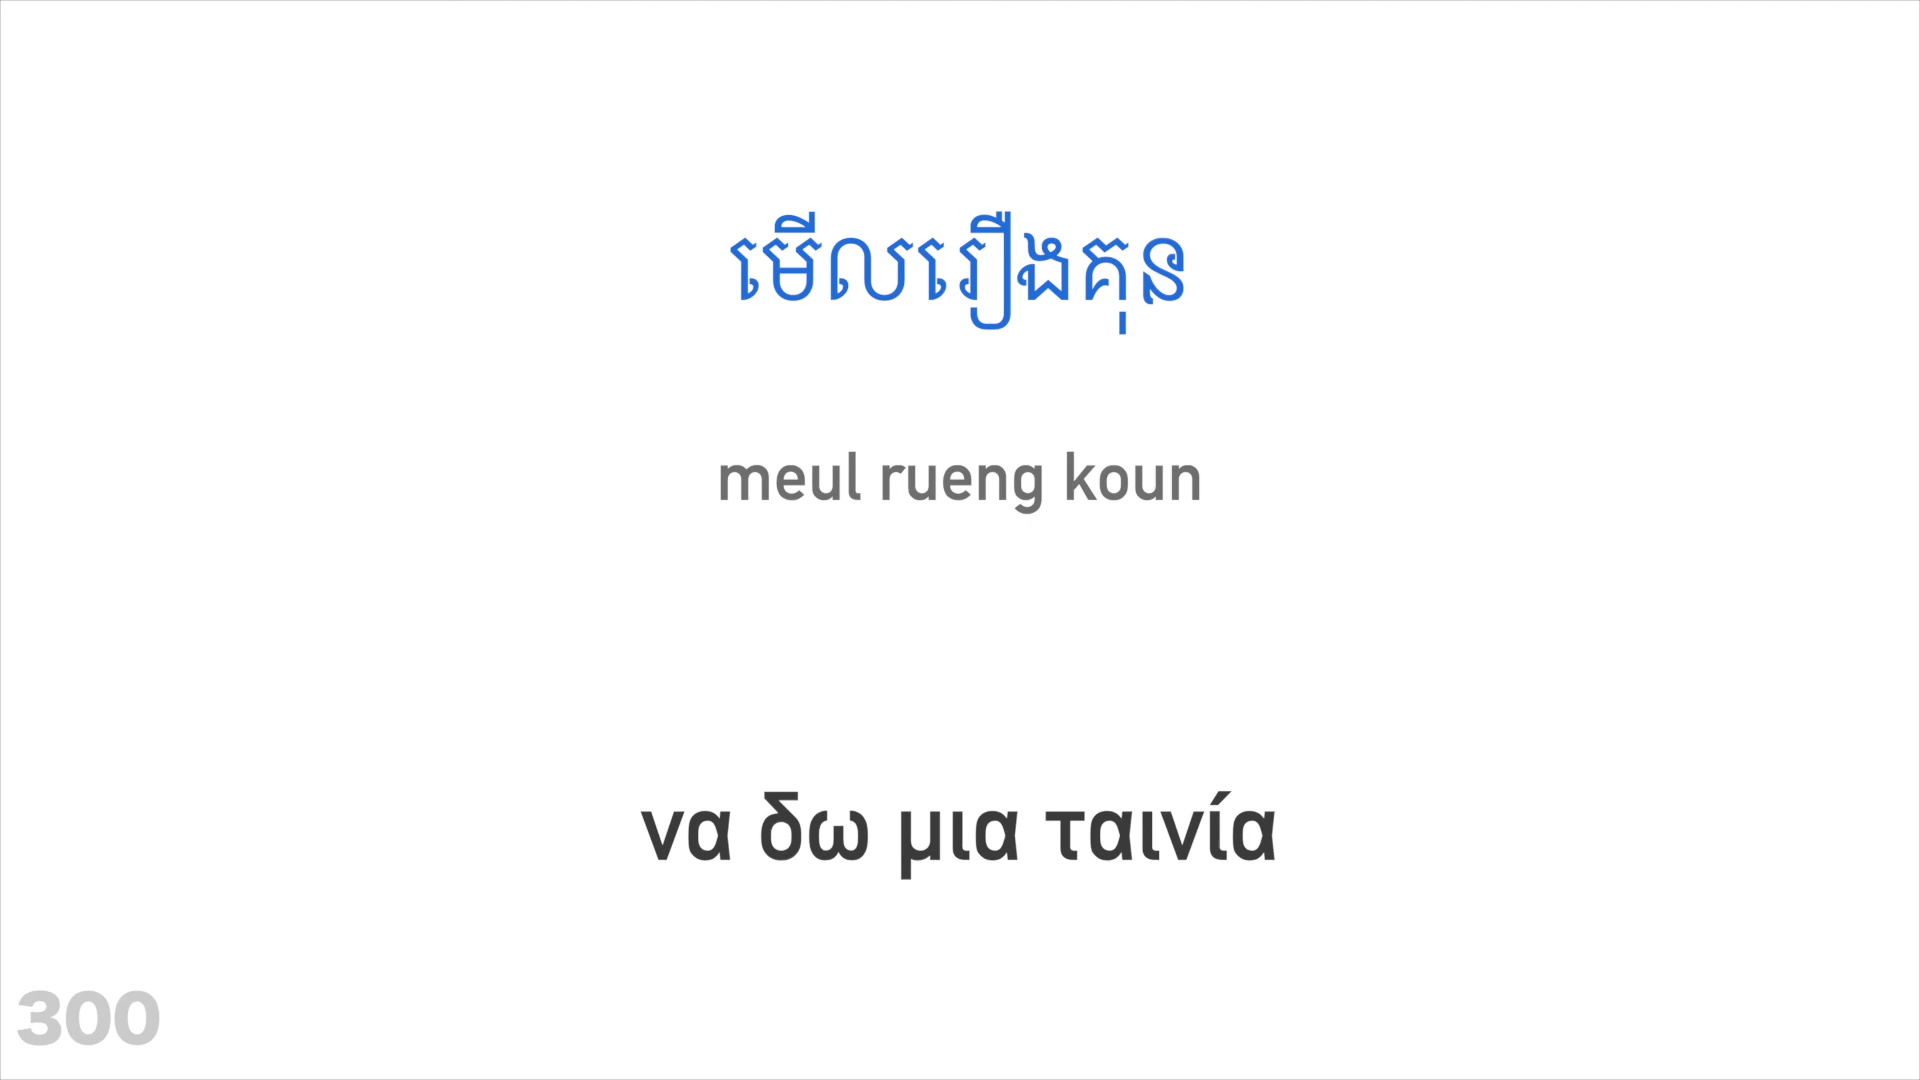 មើលរឿងគុន
meul rueng koun
να δω μια ταινία
300